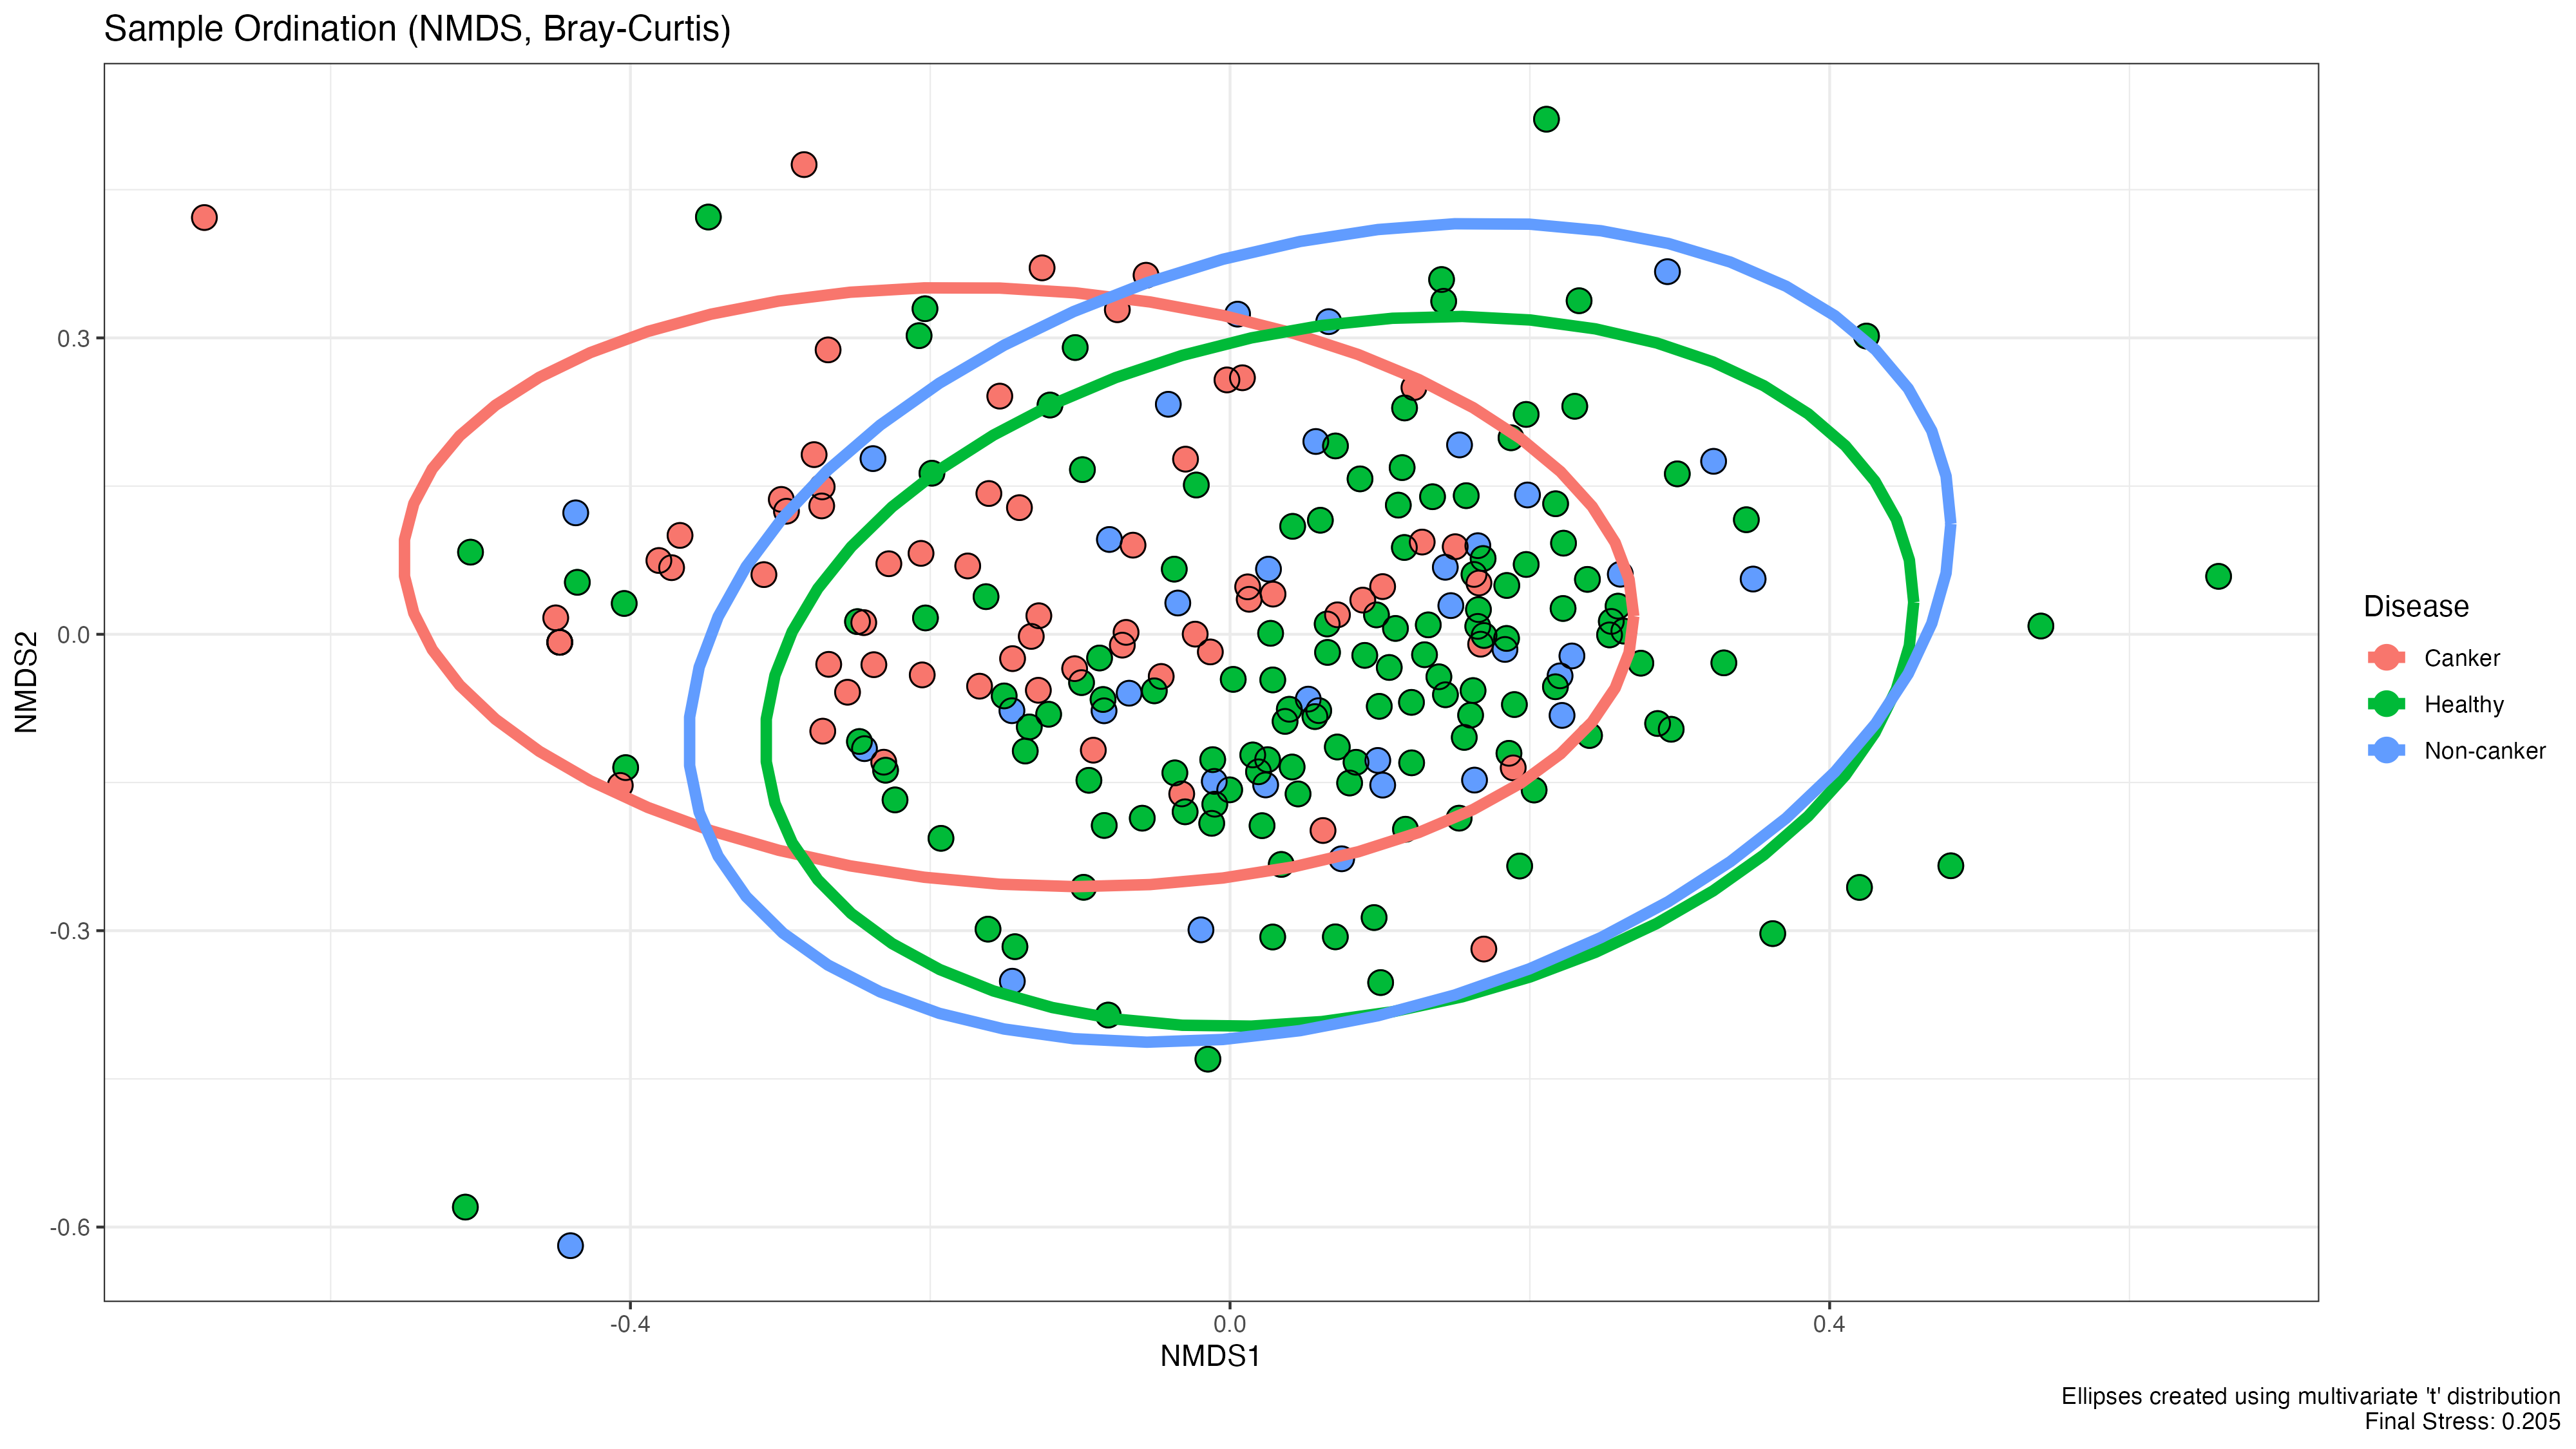 Sample Ordination (NMDS, Bray-Curtis)
0.3
0.0
-0.3
-0.6
NMDS2
-0.4
0.0
0.4
NMDS1
Disease
Canker
Healthy
Non-canker
Ellipses created using multivariate 't' distribution
Final Stress: 0.205